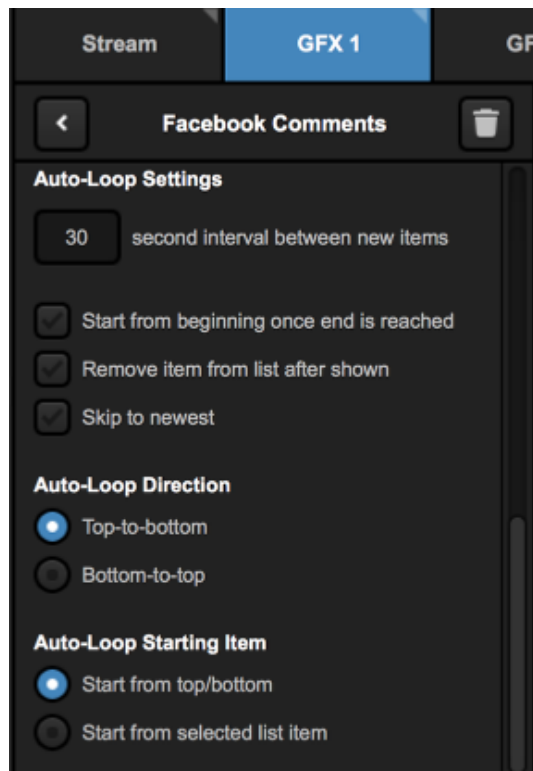 Stream GFX 1 GF
Facebook Comments
Auto-Loop Settings
30 second interval between new items
Start from beginning once end is reached
Remove item from list after shown
Skip to newest
Auto-Loop Direction
Top-to-bottom
Bottom-to-top
Auto-Loop Starting Item
Start from top/bottom
Start from selected list item